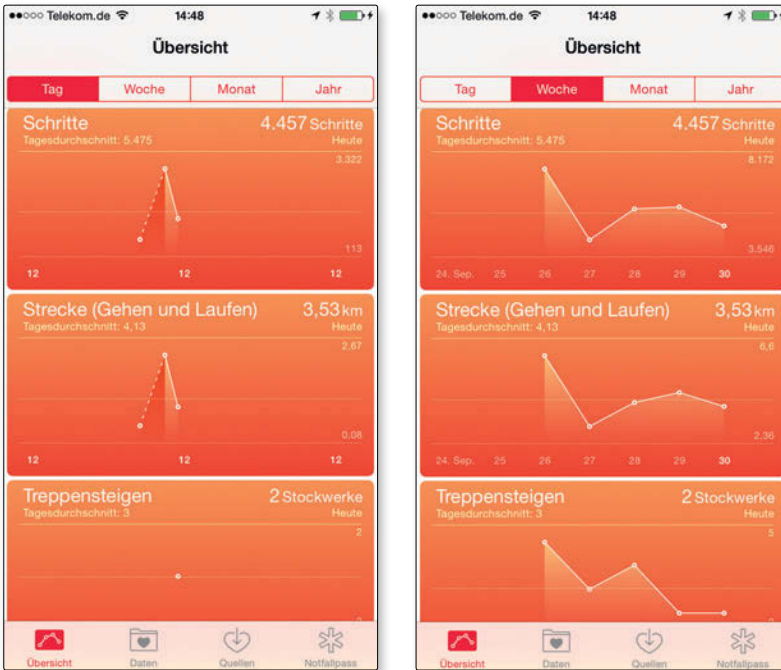 Telekom.de 14:48
Übersicht
Tag Woche Monat Jahr
Schritte 4.457 Schritte
Tagesdurchschnitt: 5.475 Heute
3.322
113
12 12 12
Strecke (Gehen und Laufen) 3,53 km
Tagesdurchschnitt: 4,13 Heute
2,67
0,08
12 12 12
Treppensteigen 2 Stockwerke
Tagesdurchschnitt: 3 Heute
2
Übersicht Daten Quellen Notfallpass
Telekom.de 14:48
Übersicht
Tag Woche Monat Jahr
Schritte 4.457 Schritte
Tagesdurchschnitt: 5.475 Heute
8.172
3.546
24. Sep. 25 26 27 28 29 30
Strecke (Gehen und Laufen) 3,53 km
Tagesdurchschnitt: 4,13 Heute
6,6
2,36
24. Sep. 25 26 27 28 29 30
Treppensteigen 2 Stockwerke
Tagesdurchschnitt: 3 Heute
5
Übersicht Daten Quellen Notfallpass